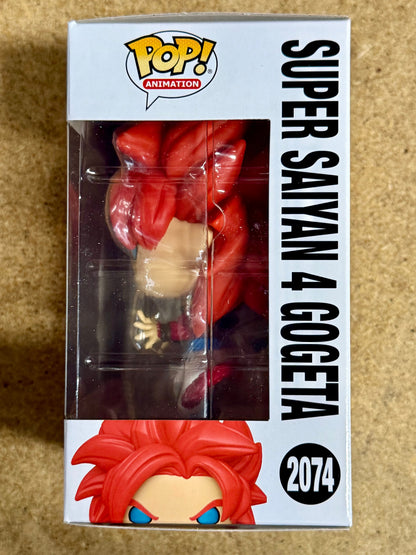 POP!
ANIMATION
SUPER SAIYAN 4 GOGETA
2074